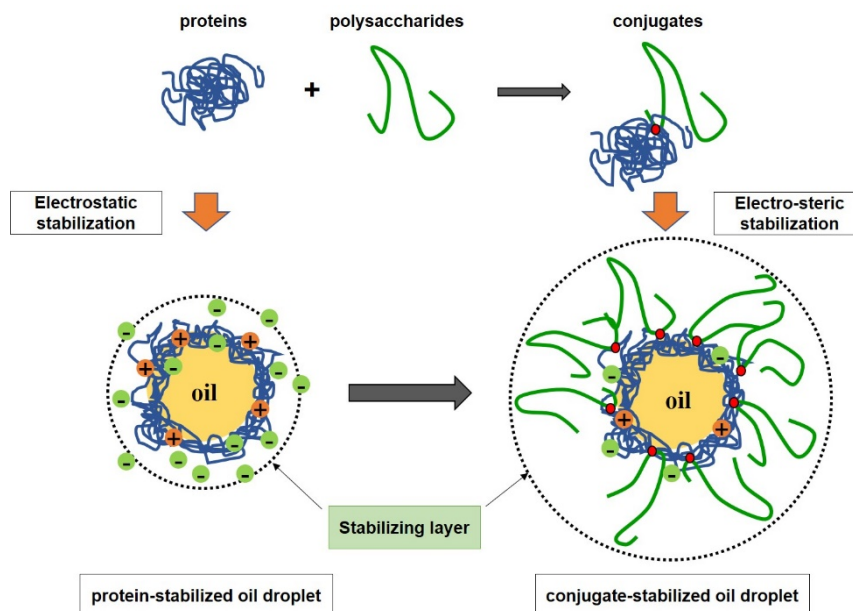 proteins
polysaccharides
conjugates
+
Electrostatic
stabilization
Electro-steric
stabilization
oil
oil
Stabilizing layer
protein-stabilized oil droplet
conjugate-stabilized oil droplet